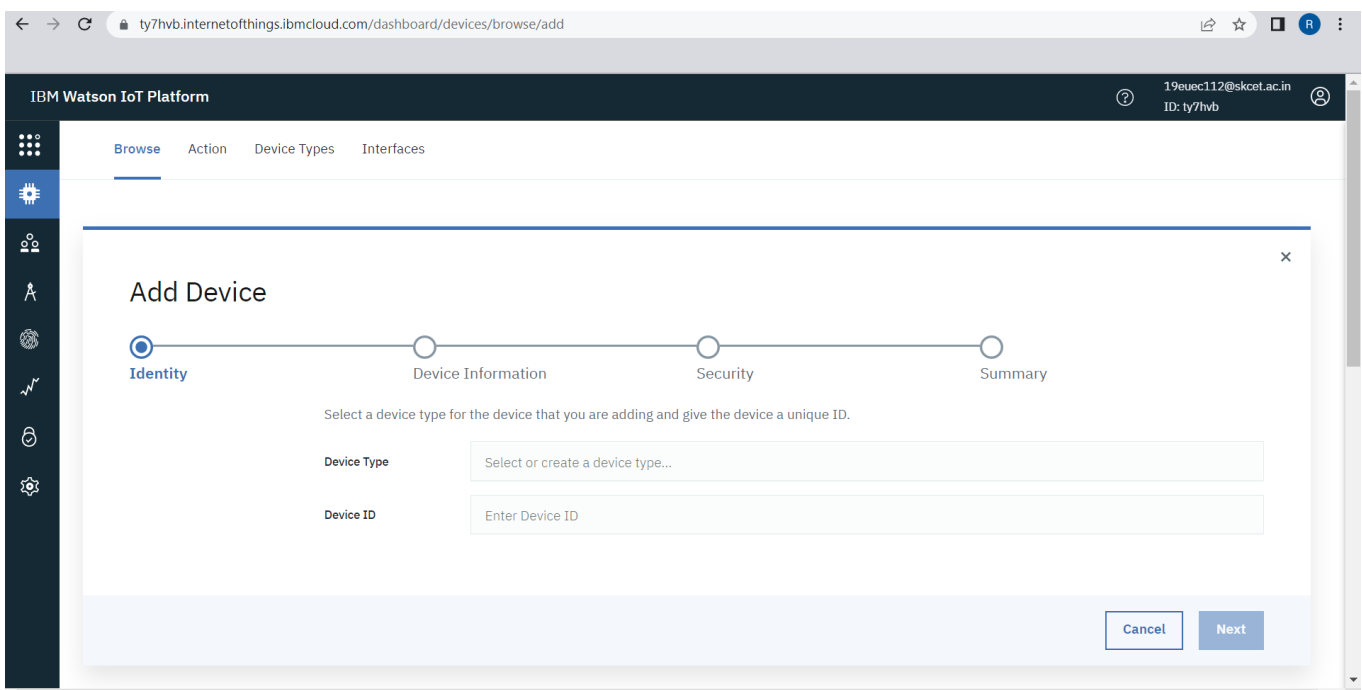 ty7hvb.internetofthings.ibmcloud.com/dashboard/devices/browse/add
R
IBM Watson IoT Platform
19euec112@skcet.ac.in
ID: ty7hvb
Browse Action Device Types Interfaces
Add Device
Identity Device Information Security Summary
Select a device type for the device that you are adding and give the device a unique ID.
Device Type Select or create a device type...
Device ID Enter Device ID
Cancel Next